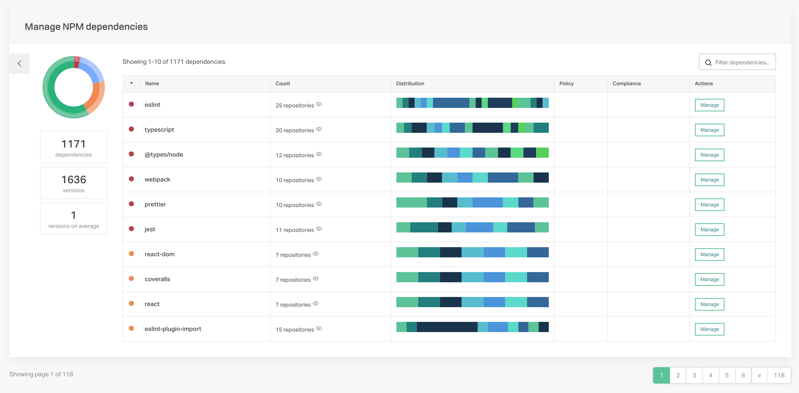 Manage NPM dependencies
Showing 1-10 of 1171 dependencies
Filter dependencies...
1171
dependencies
1636
versions
1
versions on average
Name Count Distribution Policy Compliance Actions
eslint 25 repositories Manage
typescript 20 repositories Manage
@types/node 12 repositories Manage
webpack 10 repositories Manage
prettier 10 repositories Manage
jest 11 repositories Manage
react-dom 7 repositories Manage
coveralls 7 repositories Manage
react 7 repositories Manage
eslint-plugin-import 15 repositories Manage
Showing page 1 of 118
1 2 3 4 5 6 » 118